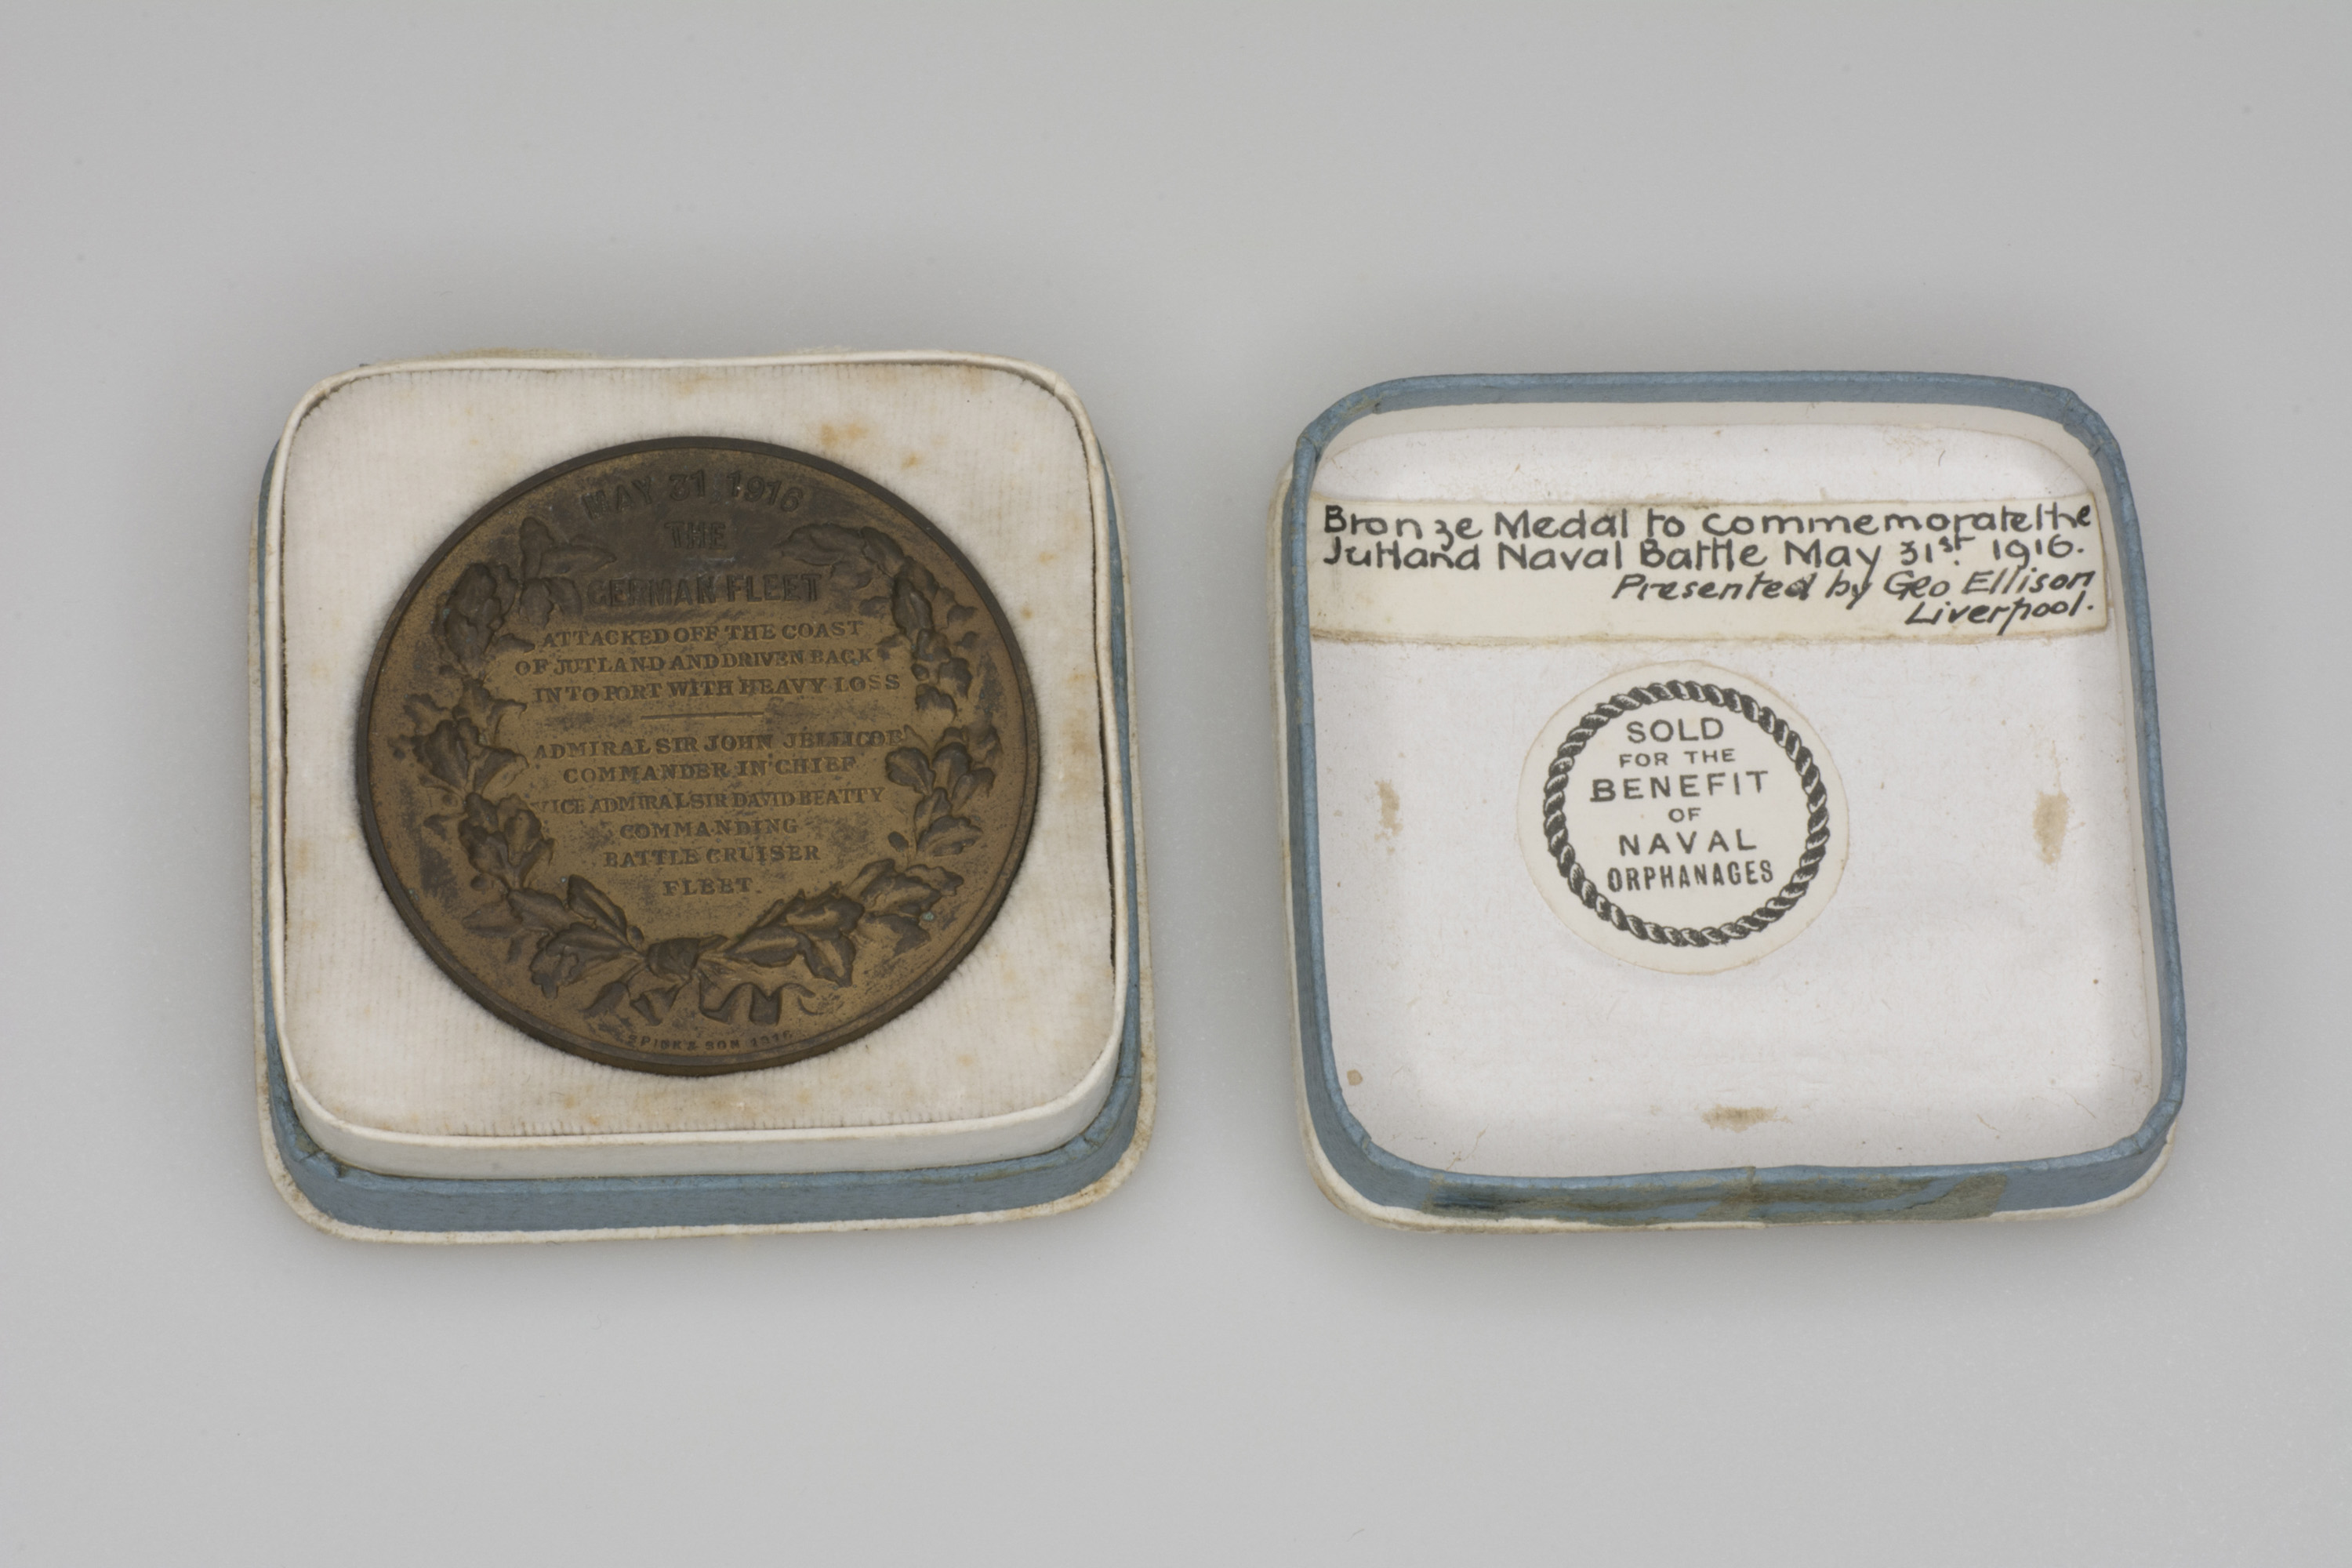 MAY 31 1916
THE
GERMAN FLEET
ATTACKED OFF THE COAST
OF JUTLAND AND DRIVEN BACK
INTO PORT WITH HEAVY LOSS
ADMIRAL SIR JOHN JELLICOE
COMMANDER IN CHIEF
VICE ADMIRAL SIR DAVID BEATTY
COMMANDING
BATTLE CRUISER
FLEET.
SPINK & SON 1916
Bronze Medal to commemorate the
Jutland Naval Battle May 31st 1916.
Presented by Geo Ellison
Liverpool.
SOLD
FOR THE
BENEFIT
OF
NAVAL
ORPHANAGES